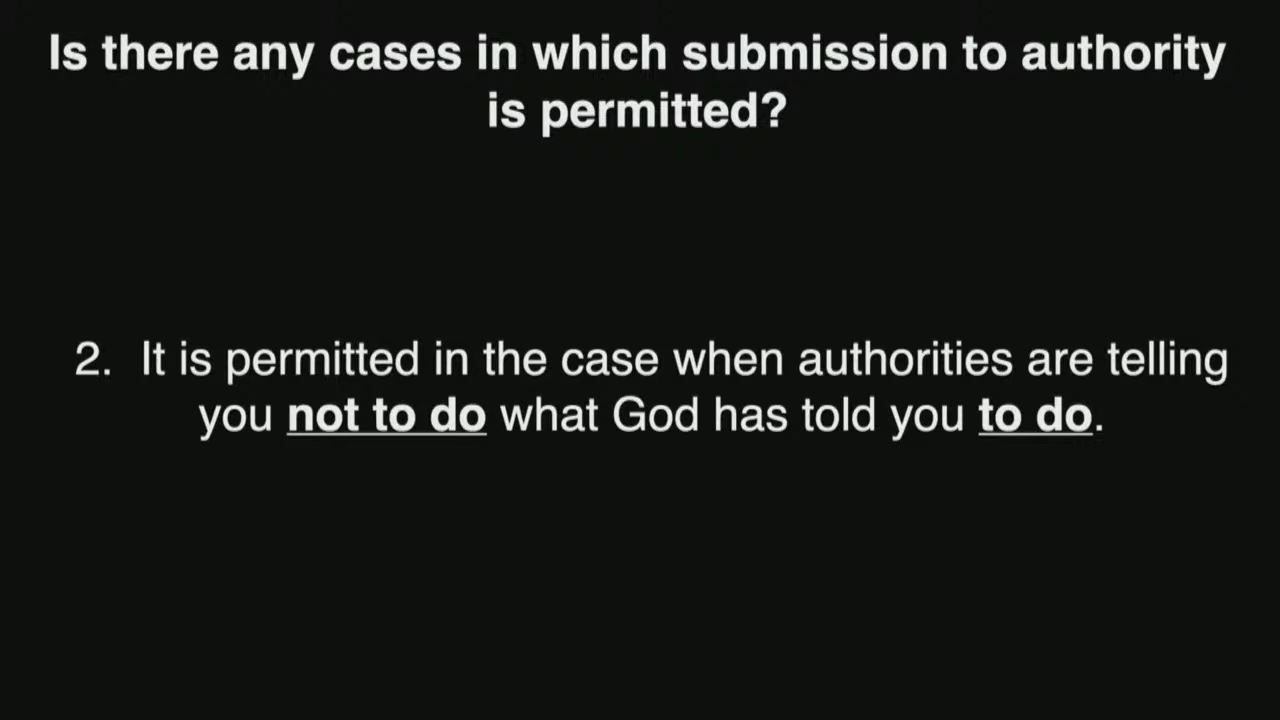 Is there any cases in which submission to authority
is permitted?
2. It is permitted in the case when authorities are telling
you not to do what God has told you to do.